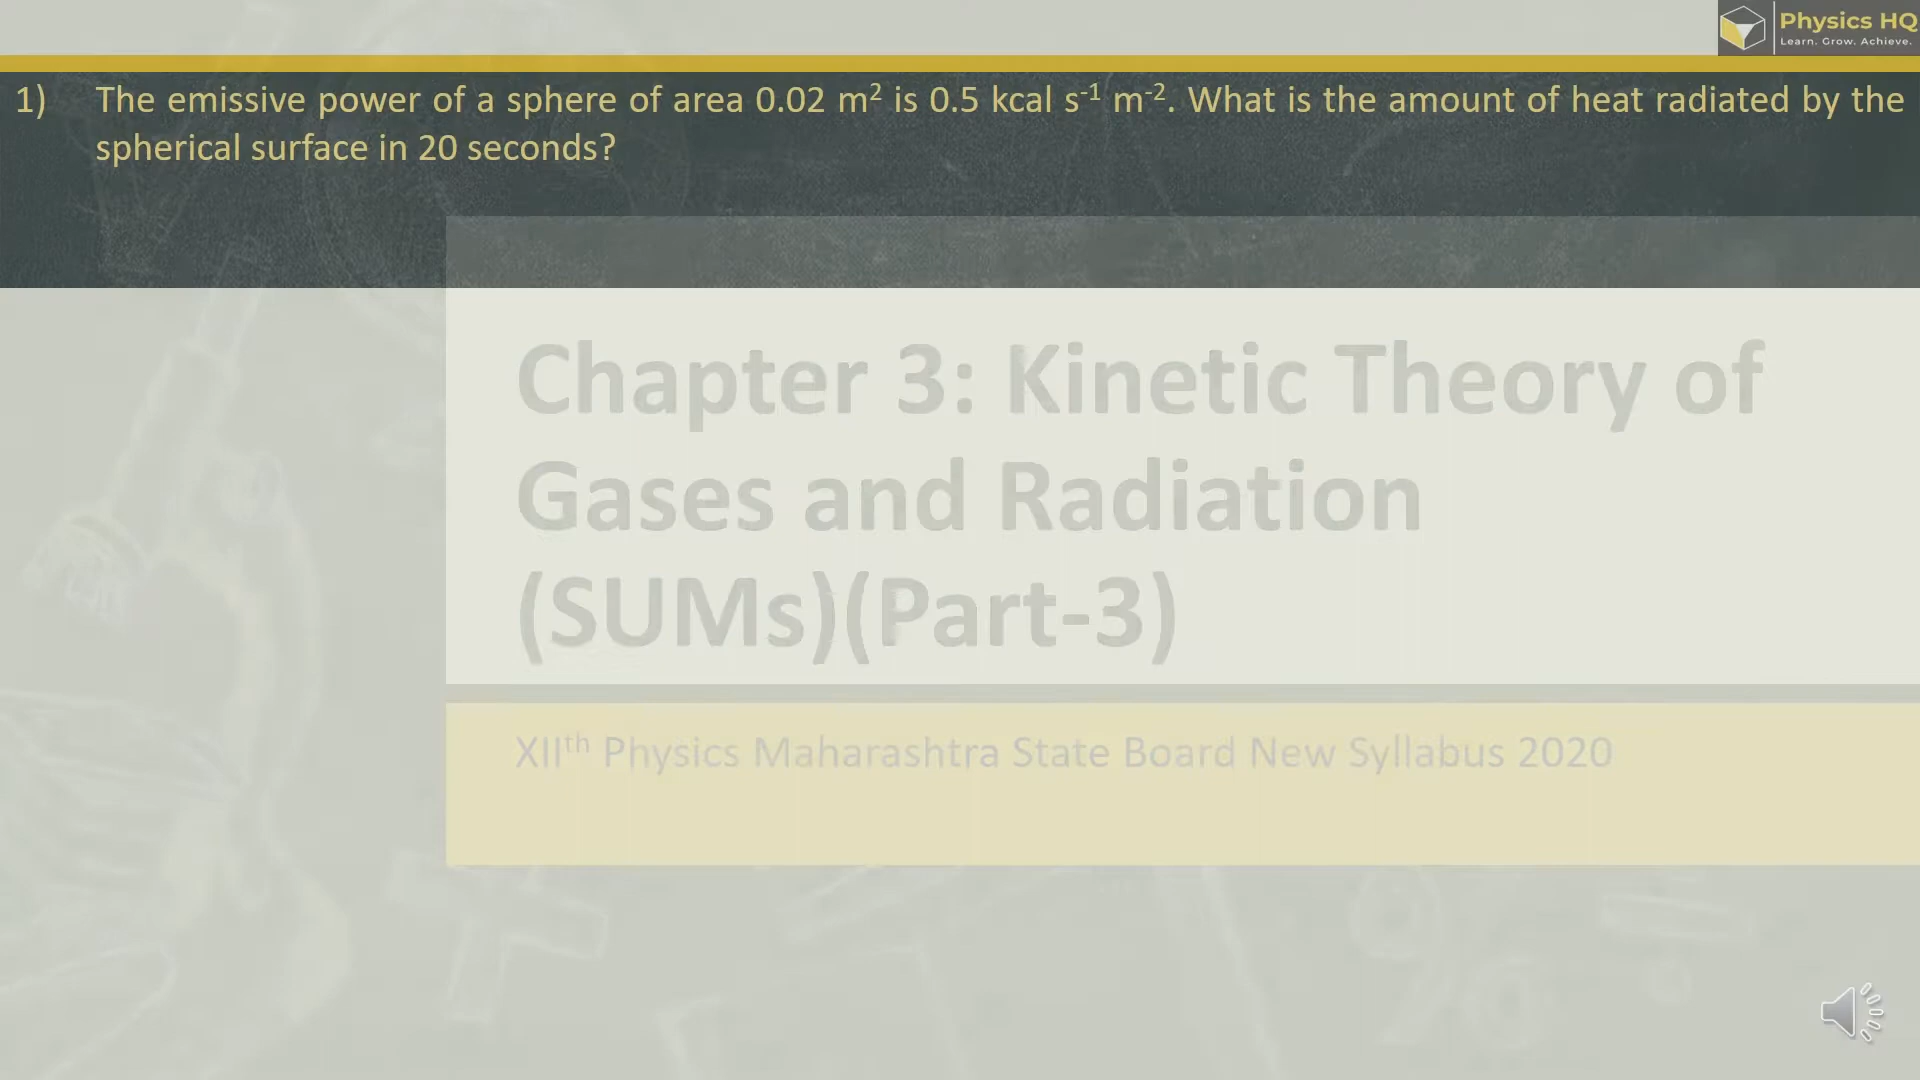 Physics HQ
Learn. Grow. Achieve.
1) The emissive power of a sphere of area 0.02 m² is 0.5 kcal s⁻¹ m⁻². What is the amount of heat radiated by the
spherical surface in 20 seconds?
Chapter 3: Kinetic Theory of
Gases and Radiation
(SUMs)(Part-3)
XIIᵗʰ Physics Maharashtra State Board New Syllabus 2020